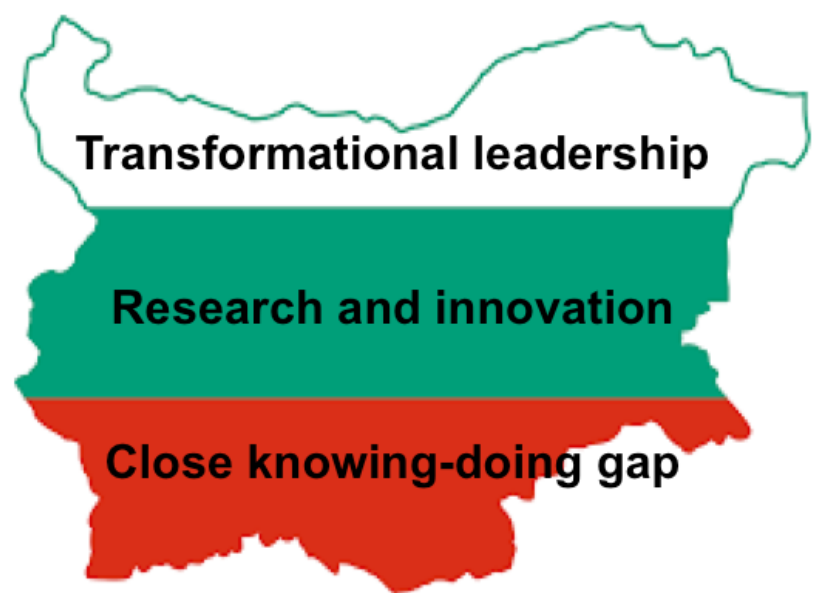 Transformational leadership
Research and innovation
Close knowing-doing gap